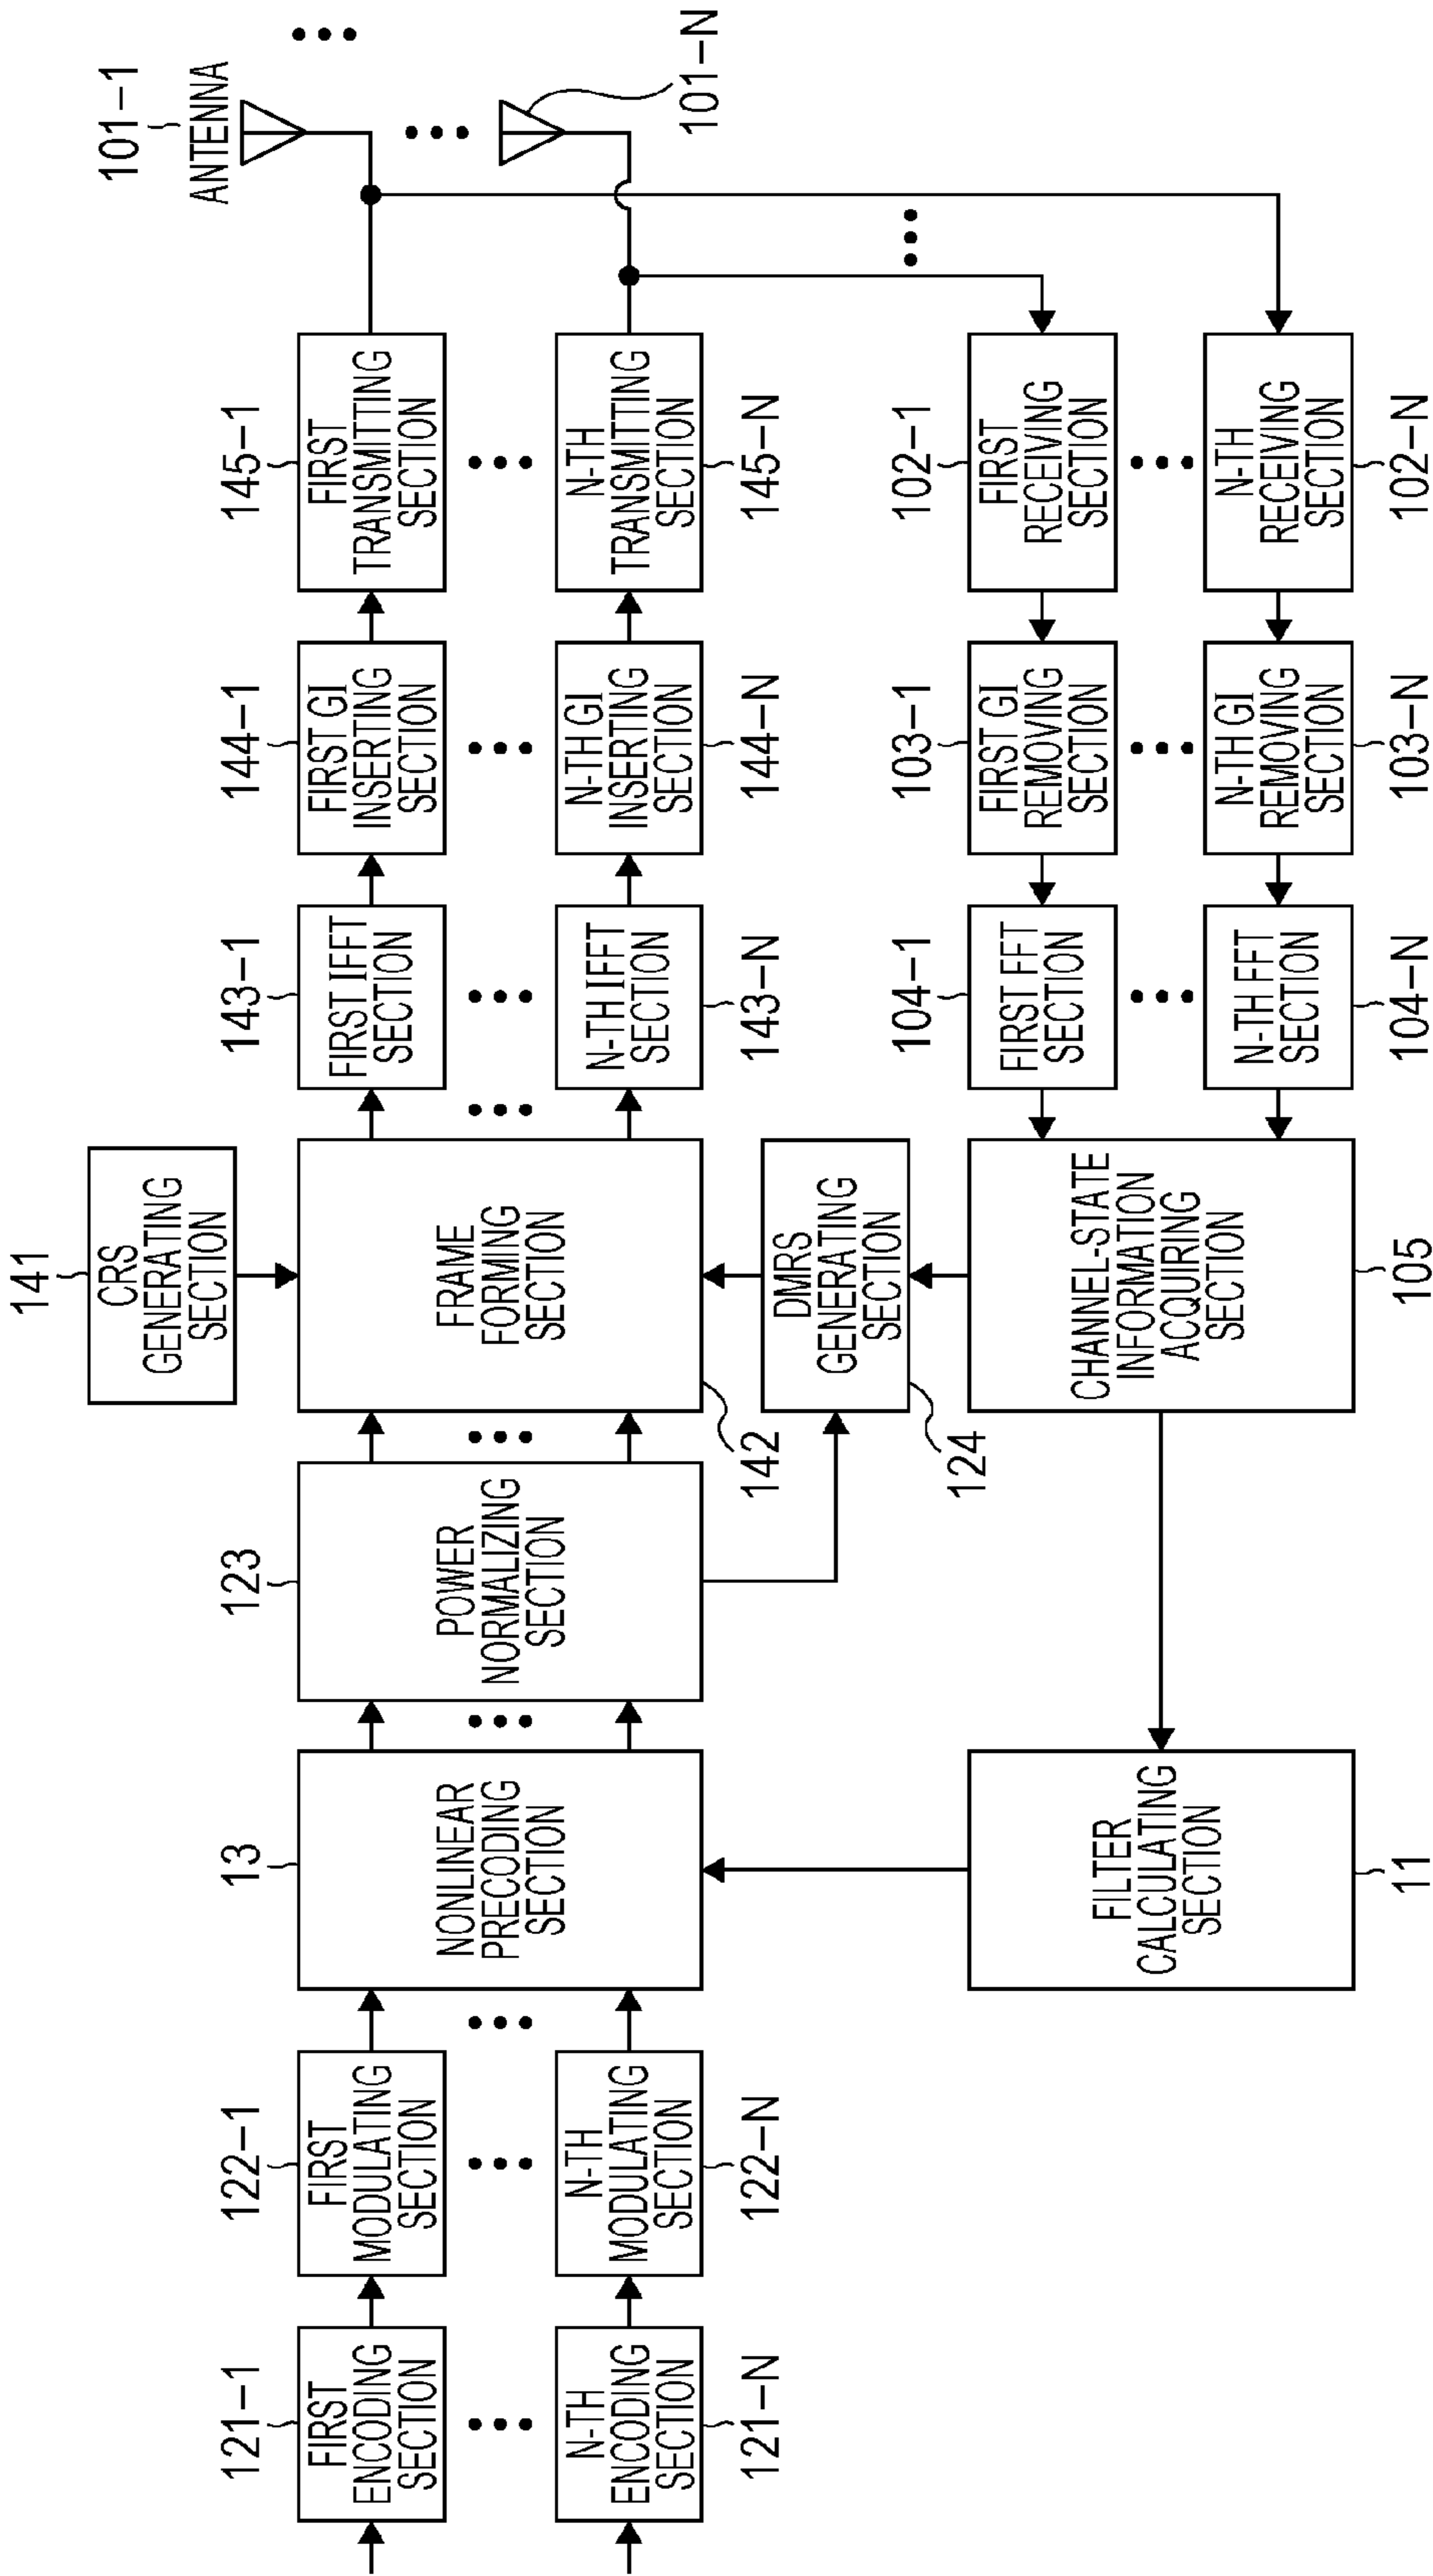 101-1
ANTENNA
101-N
141
CRS
GENERATING
SECTION
121-1
FIRST
ENCODING
SECTION
122-1
FIRST
MODULATING
SECTION
13
NONLINEAR
PRECODING
SECTION
123
POWER
NORMALIZING
SECTION
FRAME
FORMING
SECTION
142
143-1
FIRST IFFT
SECTION
144-1
FIRST GI
INSERTING
SECTION
145-1
FIRST
TRANSMITTING
SECTION
N-TH
ENCODING
SECTION
121-N
N-TH
MODULATING
SECTION
122-N
N-TH IFFT
SECTION
143-N
N-TH GI
INSERTING
SECTION
144-N
N-TH
TRANSMITTING
SECTION
145-N
DMRS
GENERATING
SECTION
124
FILTER
CALCULATING
SECTION
11
CHANNEL-STATE
INFORMATION
ACQUIRING
SECTION
105
104-1
FIRST FFT
SECTION
103-1
FIRST GI
REMOVING
SECTION
102-1
FIRST
RECEIVING
SECTION
N-TH FFT
SECTION
104-N
N-TH GI
REMOVING
SECTION
103-N
N-TH
RECEIVING
SECTION
102-N